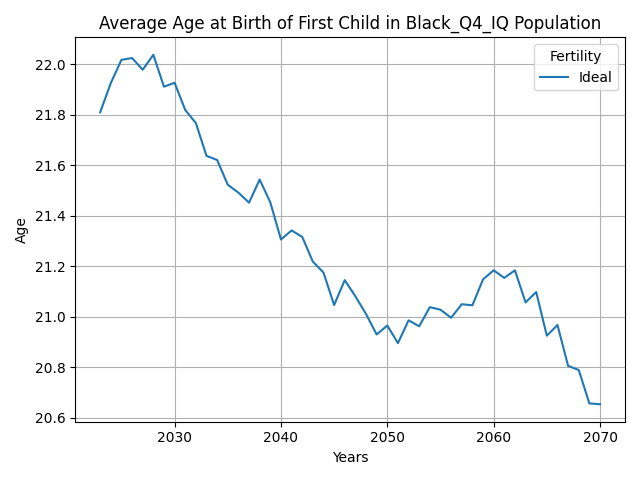 Average Age at Birth of First Child in Black_Q4_IQ Population
Fertility
Ideal
Age
22.0
21.8
21.6
21.4
21.2
21.0
20.8
20.6
2030
2040
2050
2060
2070
Years